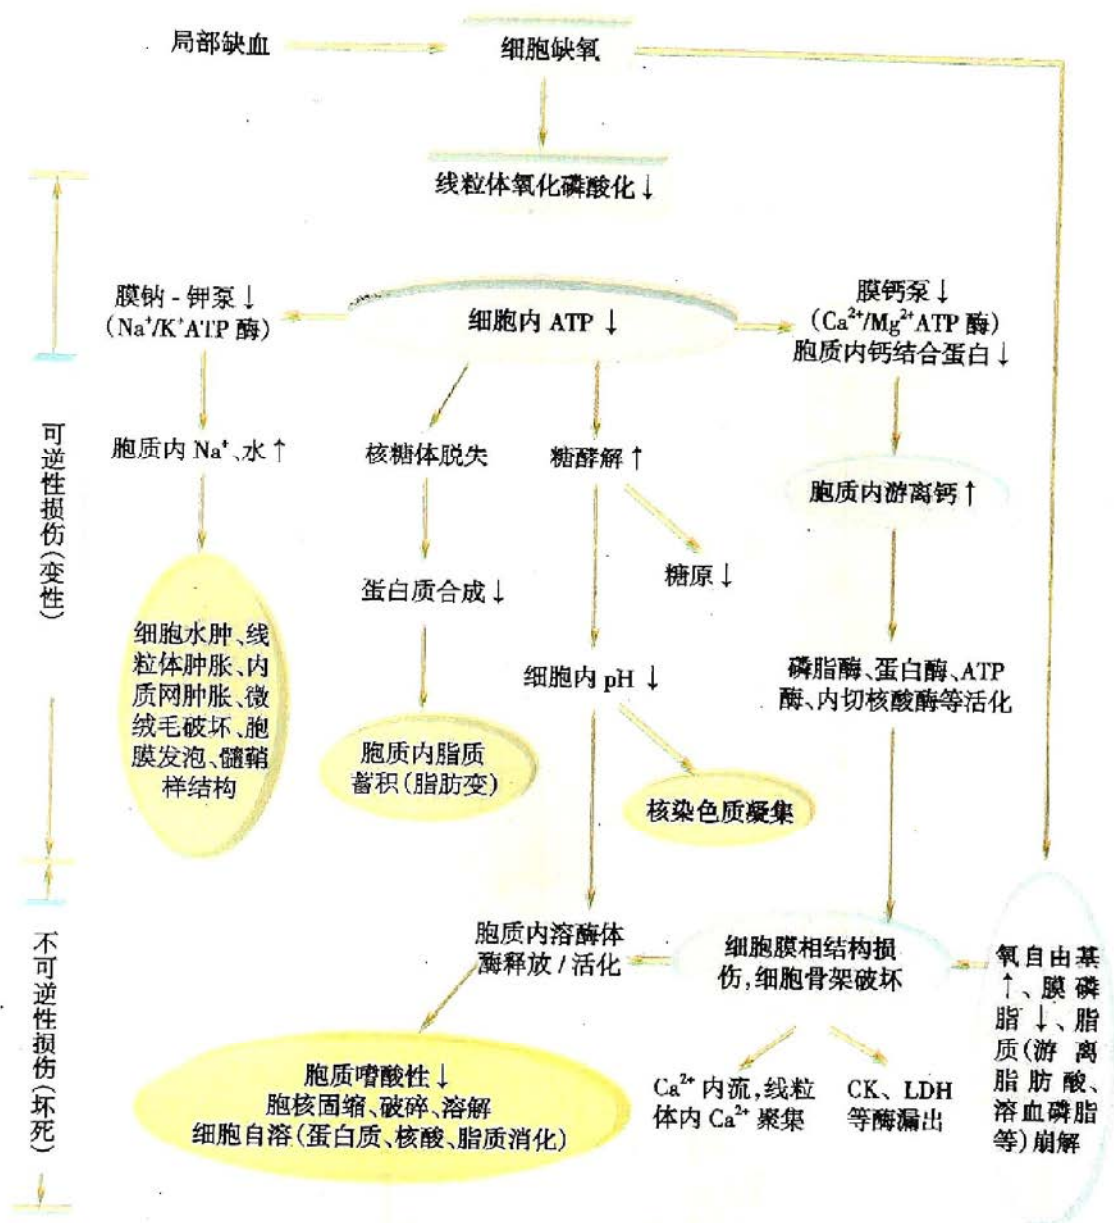 局部缺血
细胞缺氧
线粒体氧化磷酸化↓
膜钠-钾泵↓
(Na⁺/K⁺ATP酶)
细胞内 ATP ↓
膜钙泵↓
(Ca²⁺/Mg²⁺ATP酶)
胞质内钙结合蛋白↓
可逆性损伤(变性)
胞质内 Na⁺、水↑
核糖体脱失
糖酵解↑
胞质内游离钙↑
蛋白质合成↓
糖原↓
细胞水肿、线
粒体肿胀、内
质网肿胀、微
绒毛破坏、胞
膜发泡、髓鞘
样结构
细胞内 pH ↓
磷脂酶、蛋白酶、ATP
酶、内切核酸酶等活化
胞质内脂质
蓄积(脂肪变)
核染色质凝集
不可逆性损伤(坏死)
胞质内溶酶体
酶释放/活化
细胞膜相结构损
伤,细胞骨架破坏
氧自由基
↑、膜磷
脂↓、脂
质(游离
脂肪酸、
溶血磷脂
等)崩解
胞质嗜酸性↓
胞核固缩、破碎、溶解
细胞自溶(蛋白质、核酸、脂质消化)
Ca²⁺ 内流,线粒
体内 Ca²⁺ 聚集
CK、LDH
等酶漏出